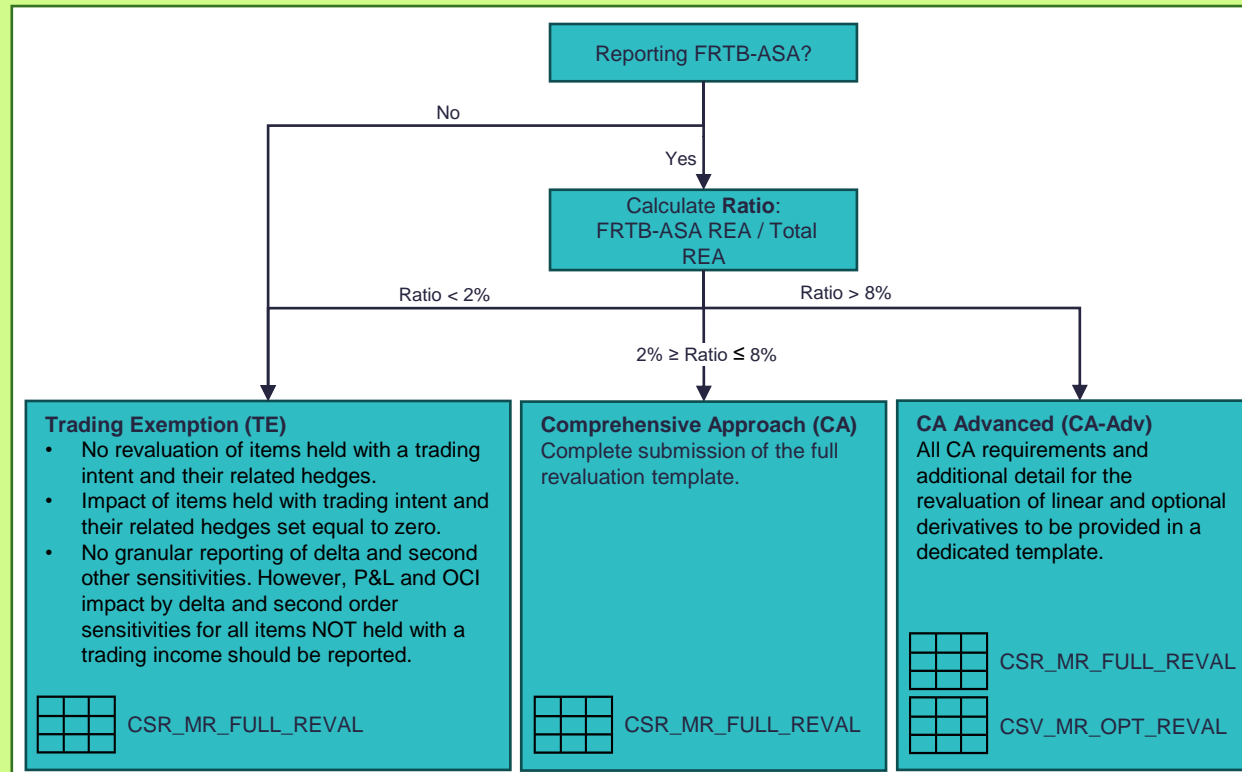 Reporting FRTB-ASA?
No
Yes
Calculate Ratio:
FRTB-ASA REA / Total
REA
Ratio < 2%
Ratio > 8%
2% ≥ Ratio ≤ 8%
Trading Exemption (TE)
• No revaluation of items held with a trading
intent and their related hedges.
• Impact of items held with trading intent and
their related hedges set equal to zero.
• No granular reporting of delta and second
other sensitivities. However, P&L and OCI
impact by delta and second order
sensitivities for all items NOT held with a
trading income should be reported.
CSR_MR_FULL_REVAL
Comprehensive Approach (CA)
Complete submission of the full
revaluation template.
CSR_MR_FULL_REVAL
CA Advanced (CA-Adv)
All CA requirements and
additional detail for the
revaluation of linear and optional
derivatives to be provided in a
dedicated template.
CSR_MR_FULL_REVAL
CSV_MR_OPT_REVAL